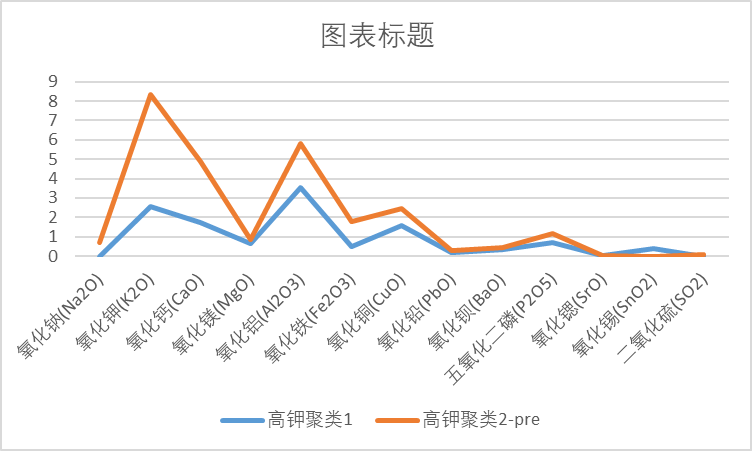 图表标题
9
8
7
6
5
4
3
2
1
0
氧化钠(Na2O)
氧化钾(K2O)
氧化钙(CaO)
氧化镁(MgO)
氧化铝(Al2O3)
氧化铁(Fe2O3)
氧化铜(CuO)
氧化铅(PbO)
氧化钡(BaO)
五氧化二磷(P2O5)
氧化锶(SrO)
氧化锡(SnO2)
二氧化硫(SO2)
高钾聚类1 高钾聚类2-pre